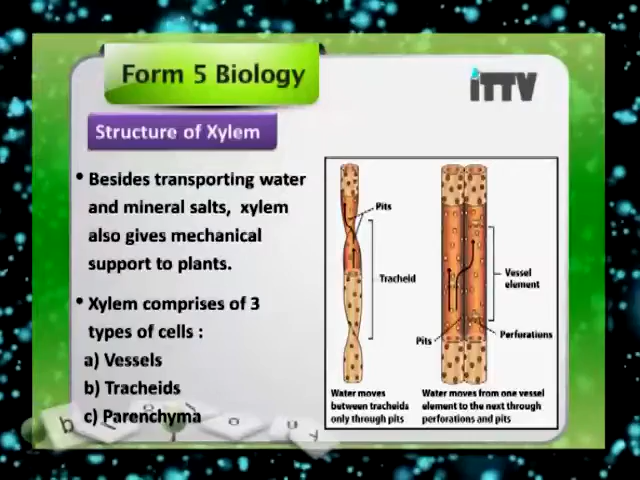 Form 5 Biology
iTTV
Structure of Xylem
• Besides transporting water
and mineral salts, xylem
also gives mechanical
support to plants.
• Xylem comprises of 3
types of cells :
a) Vessels
b) Tracheids
c) Parenchyma
Pits
Tracheid
Vessel
element
Pits
Perforations
Water moves
between tracheids
only through pits
Water moves from one vessel
element to the next through
perforations and pits